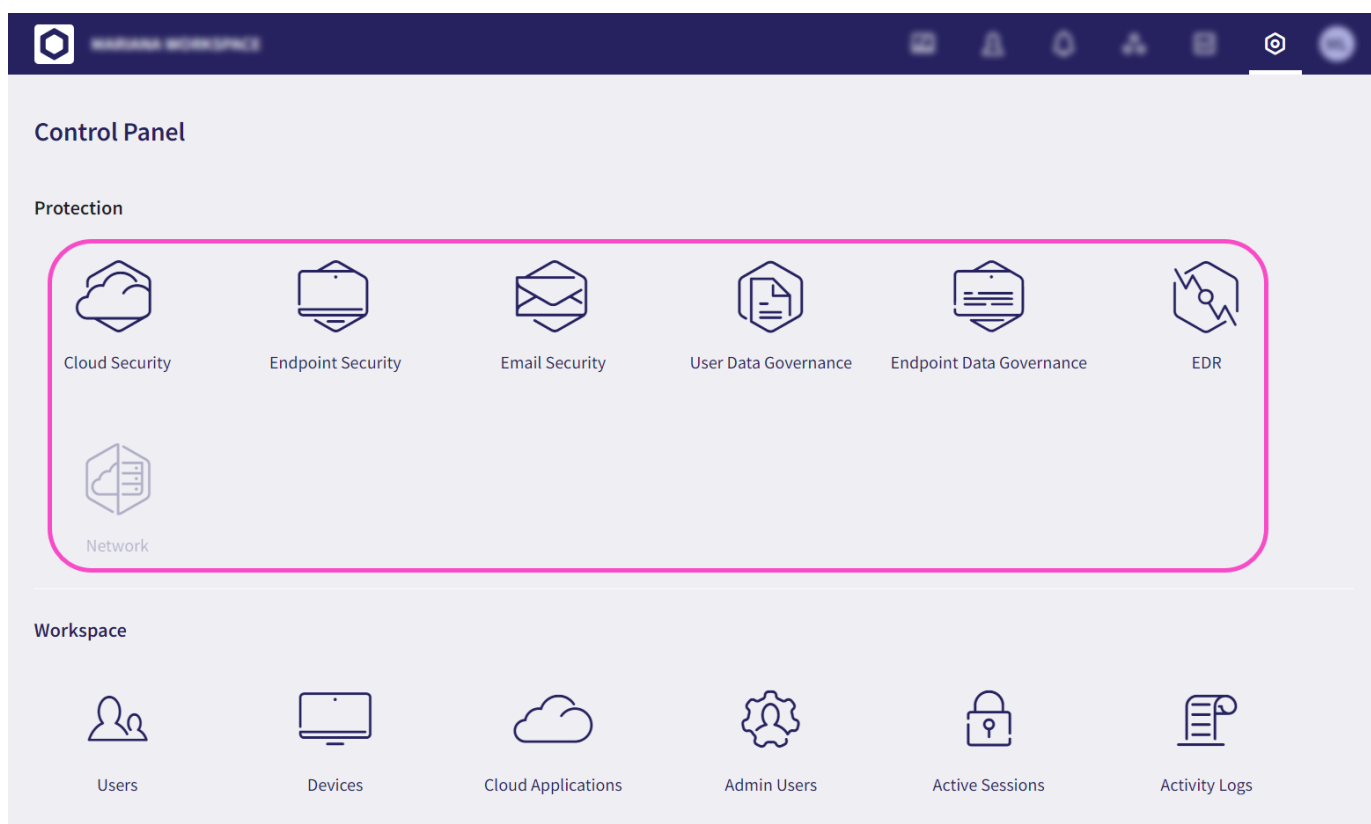 Control Panel
Protection
Cloud Security
Endpoint Security
Email Security
User Data Governance
Endpoint Data Governance
EDR
Network
Workspace
Users
Devices
Cloud Applications
Admin Users
Active Sessions
Activity Logs